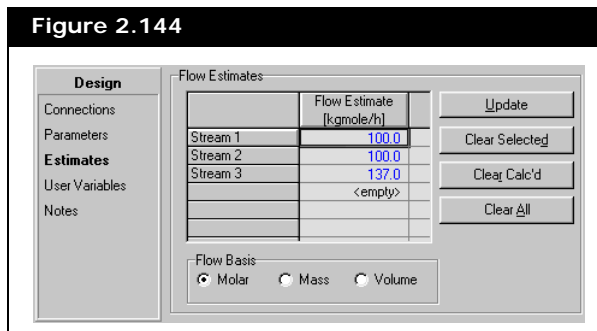 Figure 2.144
Design
Connections
Parameters
Estimates
User Variables
Notes
Flow Estimates
Flow Estimate
[kgmole/h]
Stream 1 100.0
Stream 2 100.0
Stream 3 137.0
<empty>
Update
Clear Selected
Clear Calc'd
Clear All
Flow Basis
Molar Mass Volume